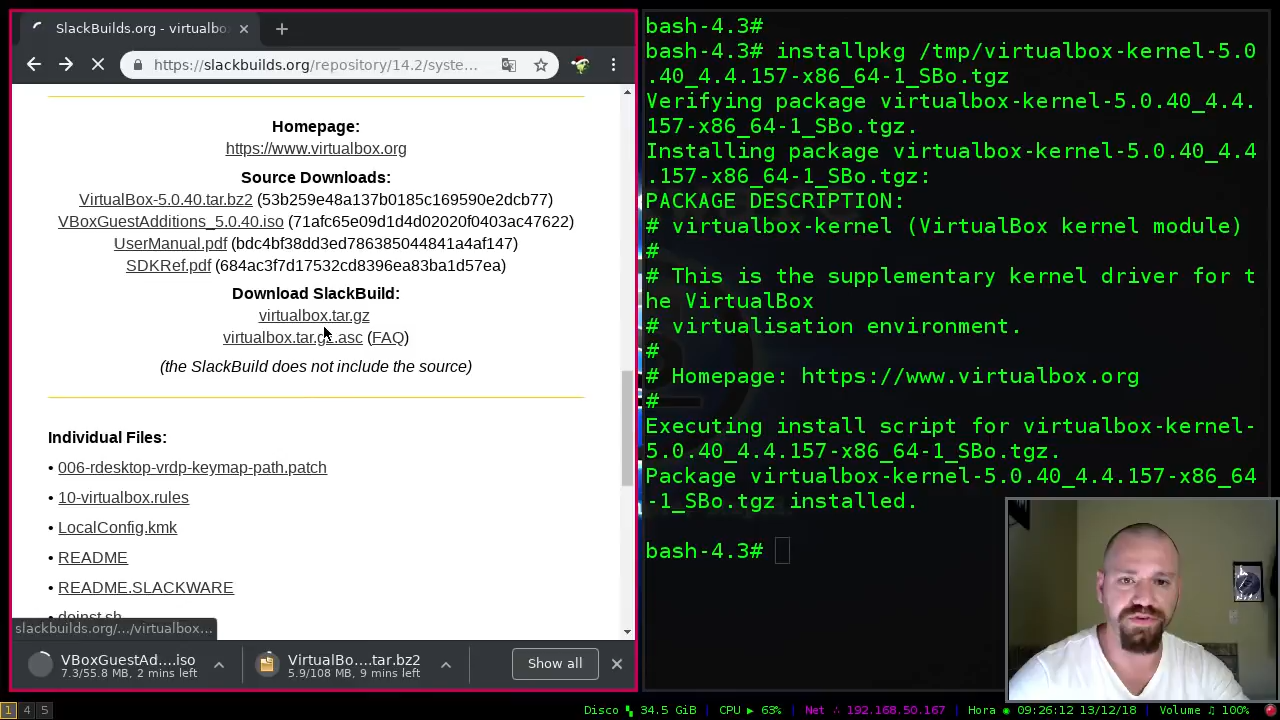 SlackBuilds.org - virtualbo
https://slackbuilds.org/repository/14.2/syste...
Homepage:
https://www.virtualbox.org
Source Downloads:
VirtualBox-5.0.40.tar.bz2 (53b259e48a137b0185c169590e2dcb77)
VBoxGuestAdditions_5.0.40.iso (71afc65e09d1d4d02020f0403ac47622)
UserManual.pdf (bdc4bf38dd3ed786385044841a4af147)
SDKRef.pdf (684ac3f7d17532cd8396ea83ba1d57ea)
Download SlackBuild:
virtualbox.tar.gz
virtualbox.tar.gz.asc (FAQ)
(the SlackBuild does not include the source)
Individual Files:
• 006-rdesktop-vrdp-keymap-path.patch
• 10-virtualbox.rules
• LocalConfig.kmk
• README
• README.SLACKWARE
• doinst.sh
slackbuilds.org/.../virtualbox...
VBoxGuestAd....iso
7.3/55.8 MB, 2 mins left
VirtualBo....tar.bz2
5.9/108 MB, 9 mins left
Show all
bash-4.3#
bash-4.3# installpkg /tmp/virtualbox-kernel-5.0
.40_4.4.157-x86_64-1_SBo.tgz
Verifying package virtualbox-kernel-5.0.40_4.4.
157-x86_64-1_SBo.tgz.
Installing package virtualbox-kernel-5.0.40_4.4
.157-x86_64-1_SBo.tgz:
PACKAGE DESCRIPTION:
# virtualbox-kernel (VirtualBox kernel module)
#
# This is the supplementary kernel driver for t
he VirtualBox
# virtualisation environment.
#
# Homepage: https://www.virtualbox.org
#
Executing install script for virtualbox-kernel-
5.0.40_4.4.157-x86_64-1_SBo.tgz.
Package virtualbox-kernel-5.0.40_4.4.157-x86_64
-1_SBo.tgz installed.
bash-4.3#
1 4 5
Disco 34.5 GiB | CPU ▶ 63% | Net ∴ 192.168.50.167 | Hora ◉ 09:26:12 13/12/18 | Volume ♫ 100%